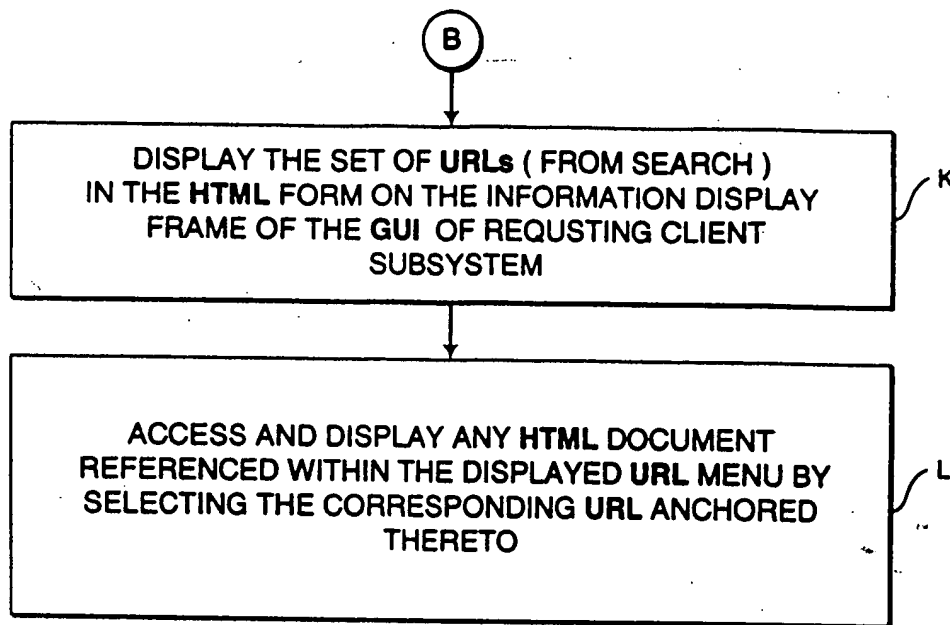 B
DISPLAY THE SET OF URLs ( FROM SEARCH )
IN THE HTML FORM ON THE INFORMATION DISPLAY
FRAME OF THE GUI OF REQUSTING CLIENT
SUBSYSTEM
K
ACCESS AND DISPLAY ANY HTML DOCUMENT
REFERENCED WITHIN THE DISPLAYED URL MENU BY
SELECTING THE CORRESPONDING URL ANCHORED
THERETO
L